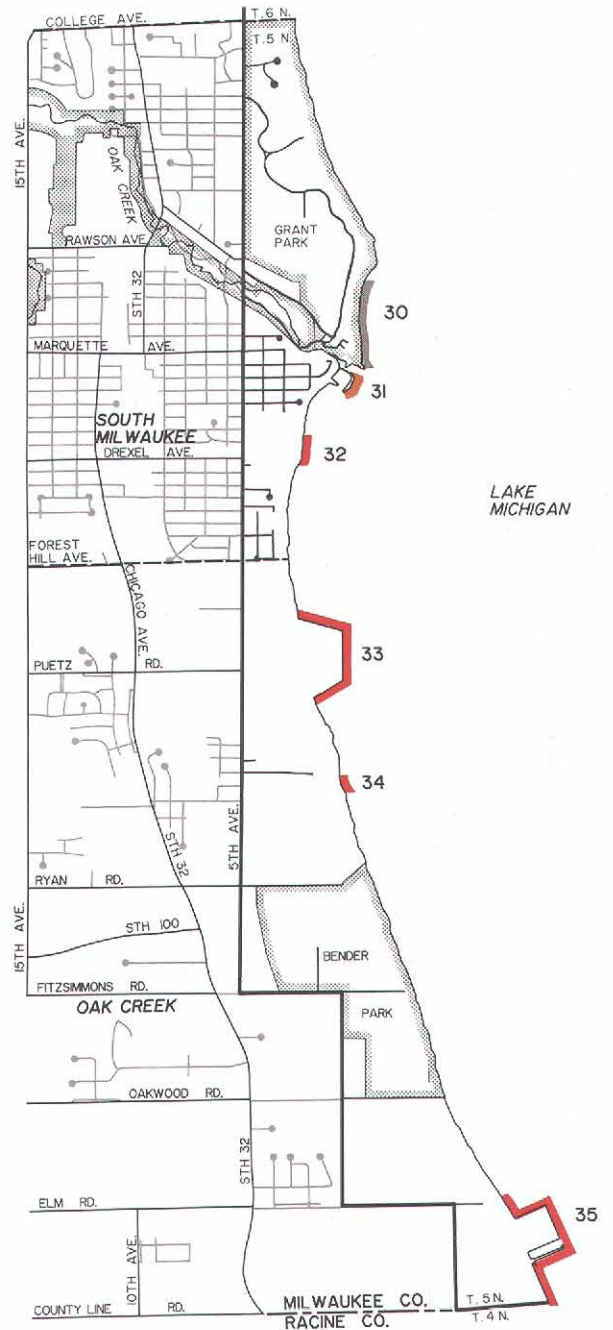 COLLEGE AVE.
T. 6 N.
T. 5 N.
15TH AVE.
OAK CREEK
GRANT
PARK
RAWSON AVE.
STH 32
30
MARQUETTE AVE.
31
SOUTH
MILWAUKEE
32
DREXEL AVE.
LAKE
MICHIGAN
FOREST
HILL AVE.
CHICAGO AVE.
33
PUETZ RD.
34
5TH AVE.
STH 32
RYAN RD.
15TH AVE.
STH 100
BENDER
FITZSIMMONS RD.
OAK CREEK
PARK
OAKWOOD RD.
STH 32
ELM RD.
35
10TH AVE.
COUNTY LINE RD.
MILWAUKEE CO.
RACINE CO.
T. 5 N.
T. 4 N.